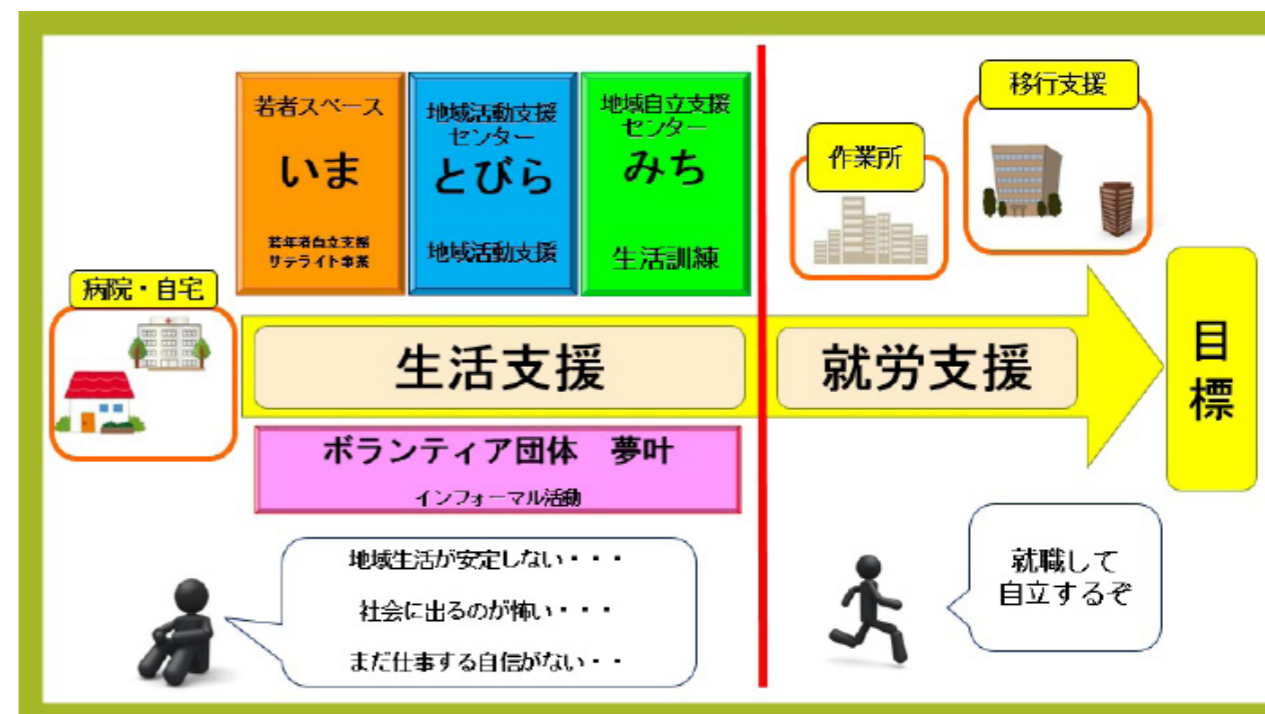 若者スペース
いま
若年者自立支援
サテライト事業
地域活動支援
センター
とびら
地域活動支援
地域自立支援
センター
みち
生活訓練
作業所
移行支援
病院・自宅
生活支援
就労支援
目
標
ボランティア団体　夢叶
インフォーマル活動
地域生活が安定しない・・・
社会に出るのが怖い・・・
まだ仕事する自信がない・・
就職して
自立するぞ